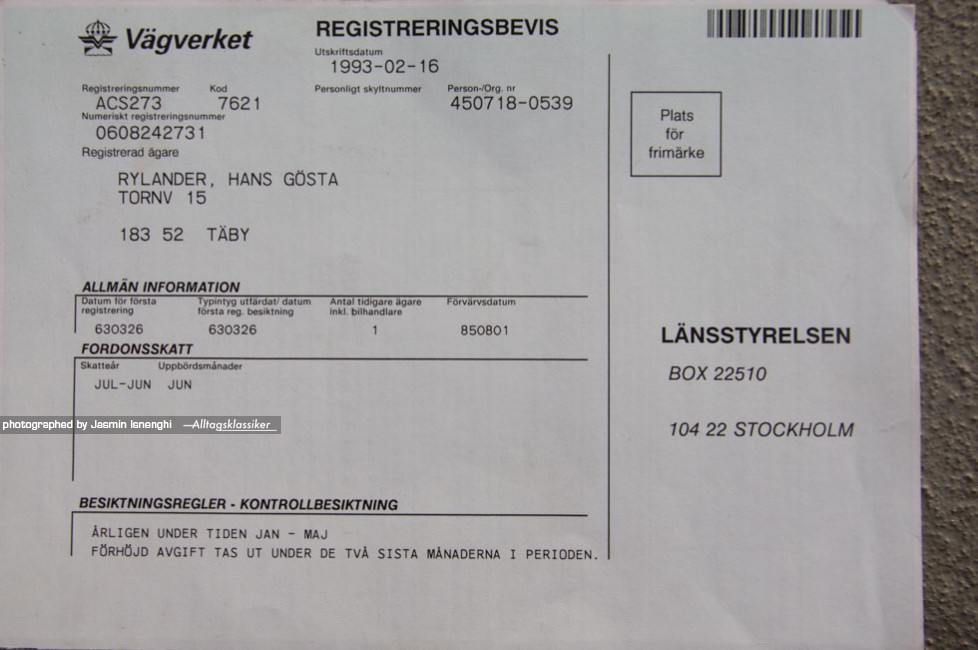 Vägverket
REGISTRERINGSBEVIS
Utskriftsdatum
1993-02-16
Registreringsnummer Kod Personligt skyltnummer Person-/Org. nr
ACS273 7621 450718-0539
Numeriskt registreringsnummer
0608242731
Registrerad ägare
RYLANDER, HANS GÖSTA
TORNV 15
183 52 TÄBY
ALLMÄN INFORMATION
Datum för första registrering Typintyg utfärdat/ datum första reg. besiktning Antal tidigare ägare inkl. bilhandlare Förvärvsdatum
630326 630326 1 850801
FORDONSSKATT
Skatteår Uppbördsmånader
JUL-JUN JUN
BESIKTNINGSREGLER - KONTROLLBESIKTNING
ÅRLIGEN UNDER TIDEN JAN - MAJ
FÖRHÖJD AVGIFT TAS UT UNDER DE TVÅ SISTA MÅNADERNA I PERIODEN.
Plats
för
frimärke
LÄNSSTYRELSEN
BOX 22510
104 22 STOCKHOLM
photographed by Jasmin Isnenghi —Alltagsklassiker